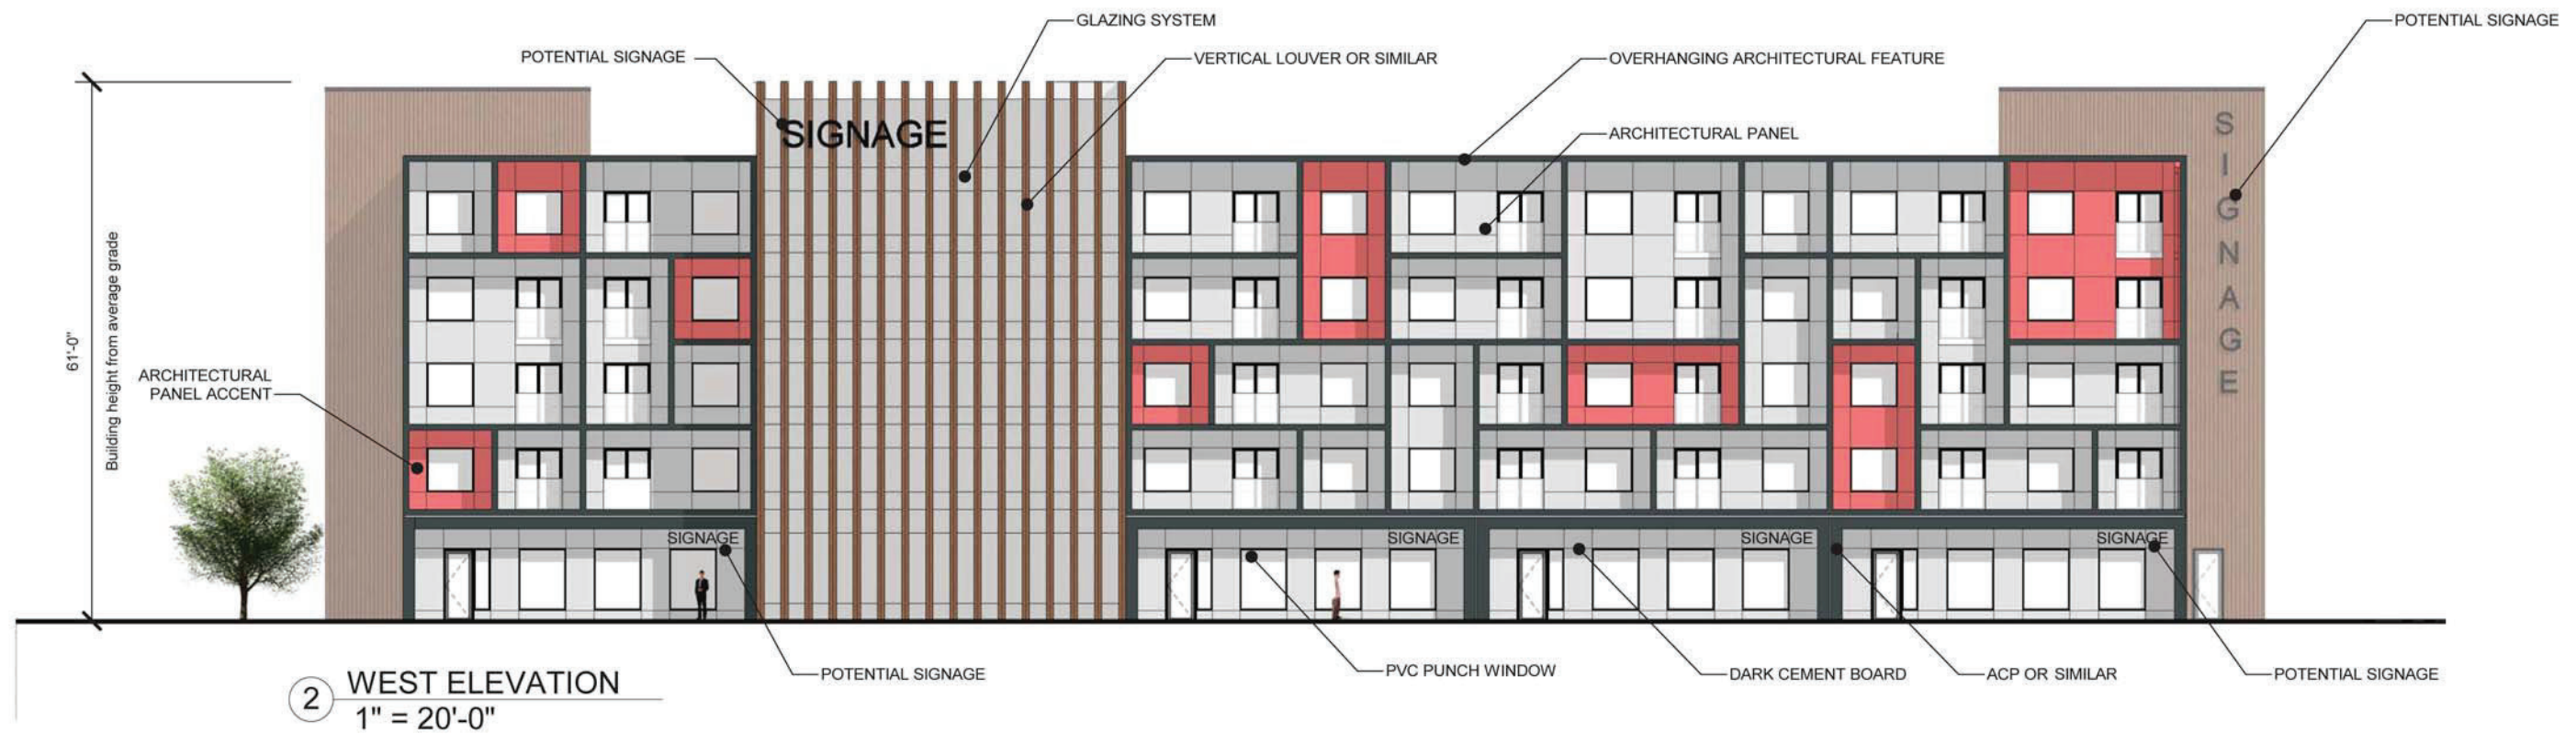 GLAZING SYSTEM
POTENTIAL SIGNAGE
POTENTIAL SIGNAGE
VERTICAL LOUVER OR SIMILAR
OVERHANGING ARCHITECTURAL FEATURE
SIGNAGE
ARCHITECTURAL PANEL
SIGNAGE
61'-0"
Building height from average grade
ARCHITECTURAL
PANEL ACCENT
SIGNAGE
SIGNAGE
SIGNAGE
SIGNAGE
POTENTIAL SIGNAGE
PVC PUNCH WINDOW
DARK CEMENT BOARD
ACP OR SIMILAR
POTENTIAL SIGNAGE
2
WEST ELEVATION
1" = 20'-0"